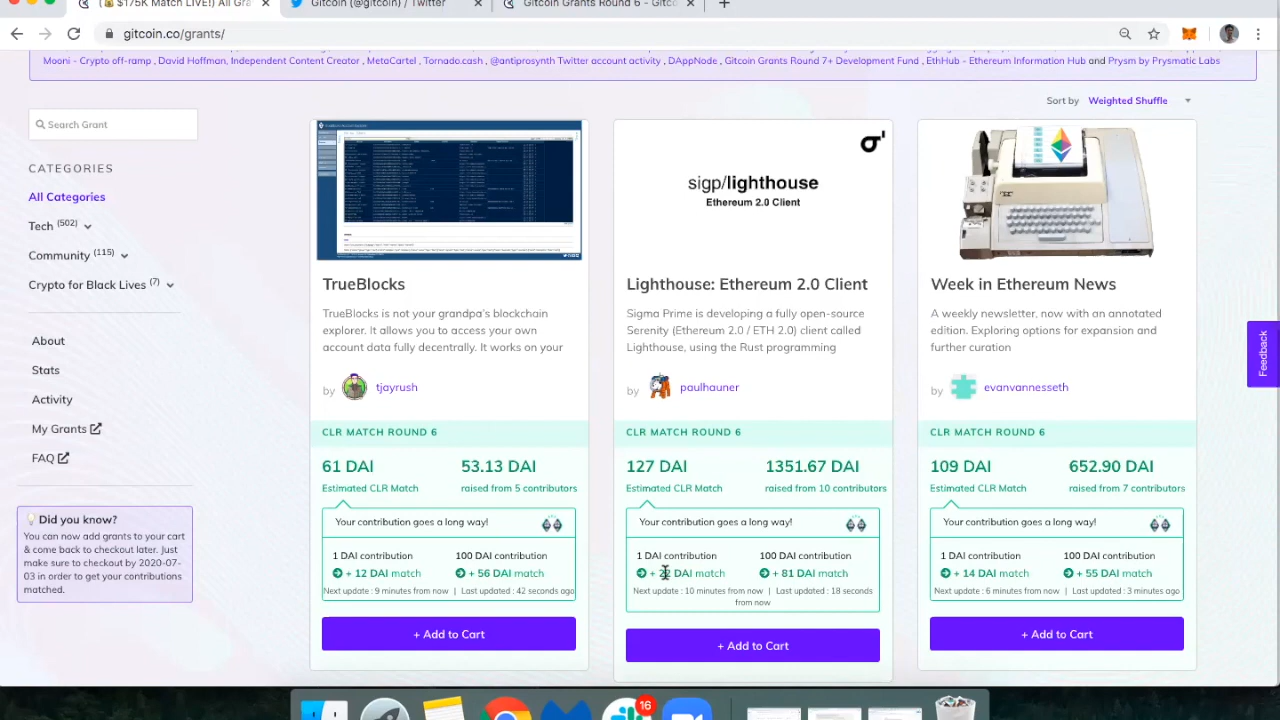 $175K Match LIVE!) All Gra
Gitcoin (@gitcoin) / Twitter
Gitcoin Grants Round 6 - Gitco
gitcoin.co/grants/
Mooni - Crypto off-ramp , David Hoffman, Independent Content Creator , MetaCartel , Tornado.cash , @antiprosynth Twitter account activity , DAppNode , Gitcoin Grants Round 7+ Development Fund , EthHub - Ethereum Information Hub and Prysm by Prysmatic Labs
Sort by Weighted Shuffle
Search Grant
CATEGORIES
All Categories
Tech (502)
Community (115)
Crypto for Black Lives (7)
About
Stats
Activity
My Grants
FAQ
Did you know?
You can now add grants to your cart
& come back to checkout later. Just
make sure to checkout by 2020-07-
03 in order to get your contributions
matched.
TrueBlocks
TrueBlocks is not your grandpa's blockchain
explorer. It allows you to access your own
account data fully decentrally. It works on your
by tjayrush
CLR MATCH ROUND 6
61 DAI 53.13 DAI
Estimated CLR Match raised from 5 contributors
Your contribution goes a long way!
1 DAI contribution 100 DAI contribution
+ 12 DAI match + 56 DAI match
Next update : 9 minutes from now | Last updated : 42 seconds ago
+ Add to Cart
sigp/lighthouse
Ethereum 2.0 Client
Lighthouse: Ethereum 2.0 Client
Sigma Prime is developing a fully open-source
Serenity (Ethereum 2.0 / ETH 2.0) client called
Lighthouse, using the Rust programming
by paulhauner
CLR MATCH ROUND 6
127 DAI 1351.67 DAI
Estimated CLR Match raised from 10 contributors
Your contribution goes a long way!
1 DAI contribution 100 DAI contribution
+ DAI match + 81 DAI match
Next update : 10 minutes from now | Last updated : 18 seconds
from now
+ Add to Cart
Week in Ethereum News
A weekly newsletter, now with an annotated
edition. Exploring options for expansion and
further curation
by evanvannesseth
CLR MATCH ROUND 6
109 DAI 652.90 DAI
Estimated CLR Match raised from 7 contributors
Your contribution goes a long way!
1 DAI contribution 100 DAI contribution
+ 14 DAI match + 55 DAI match
Next update : 6 minutes from now | Last updated : 3 minutes ago
+ Add to Cart
Feedback
16